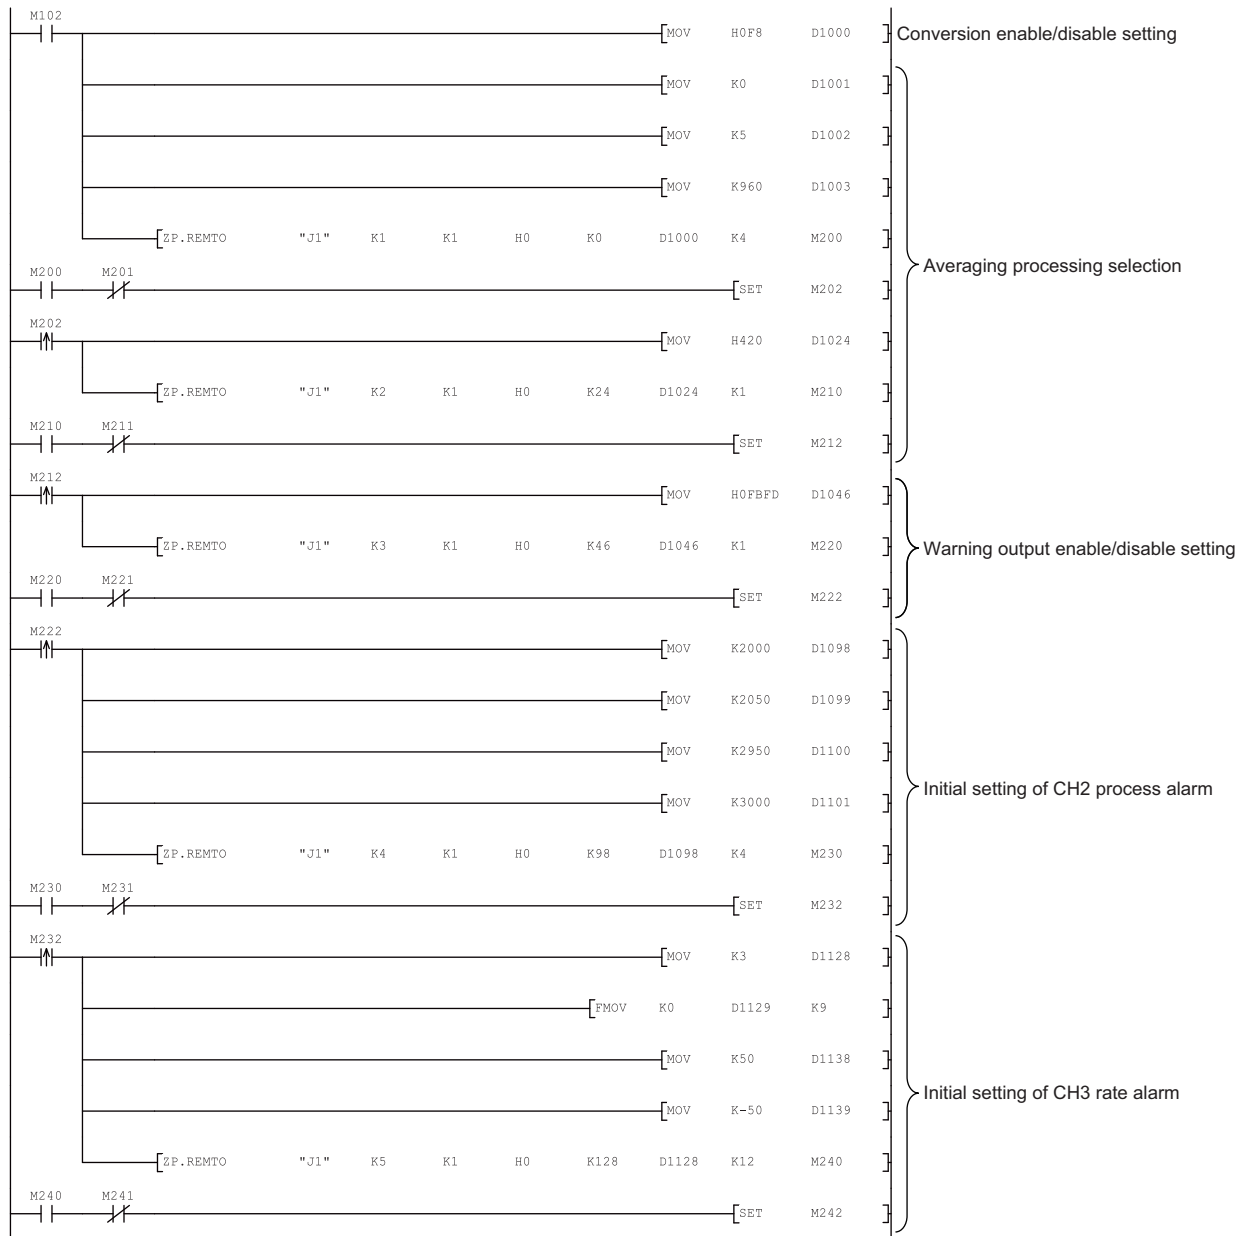 M102
MOV H0F8 D1000 Conversion enable/disable setting
MOV K0 D1001
MOV K5 D1002
MOV K960 D1003
ZP.REMTO "J1" K1 K1 H0 K0 D1000 K4 M200
Averaging processing selection
M200 M201
SET M202
M202
MOV H420 D1024
ZP.REMTO "J1" K2 K1 H0 K24 D1024 K1 M210
M210 M211
SET M212
M212
MOV H0FBFD D1046
ZP.REMTO "J1" K3 K1 H0 K46 D1046 K1 M220
Warning output enable/disable setting
M220 M221
SET M222
M222
MOV K2000 D1098
MOV K2050 D1099
MOV K2950 D1100
Initial setting of CH2 process alarm
MOV K3000 D1101
ZP.REMTO "J1" K4 K1 H0 K98 D1098 K4 M230
M230 M231
SET M232
M232
MOV K3 D1128
FMOV K0 D1129 K9
MOV K50 D1138
Initial setting of CH3 rate alarm
MOV K-50 D1139
ZP.REMTO "J1" K5 K1 H0 K128 D1128 K12 M240
M240 M241
SET M242